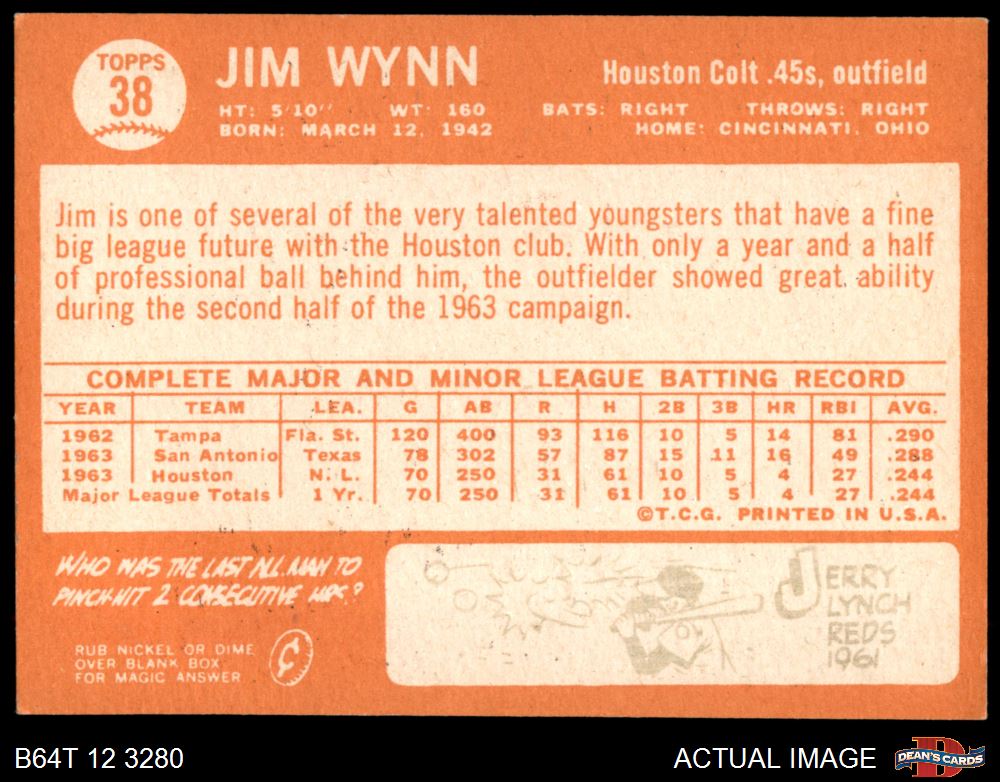 TOPPS
38
JIM WYNN
Houston Colt .45s, outfield
HT: 5'10" WT: 160
BATS: RIGHT THROWS: RIGHT
BORN: MARCH 12, 1942
HOME: CINCINNATI, OHIO
Jim is one of several of the very talented youngsters that have a fine
big league future with the Houston club. With only a year and a half
of professional ball behind him, the outfielder showed great ability
during the second half of the 1963 campaign.
COMPLETE MAJOR AND MINOR LEAGUE BATTING RECORD
YEAR TEAM LEA. G AB R H 2B 3B HR RBI AVG.
1962 Tampa Fla. St. 120 400 93 116 10 5 14 81 .290
1963 San Antonio Texas 78 302 57 87 15 11 16 49 .288
1963 Houston N.L. 70 250 31 61 10 5 4 27 .244
Major League Totals 1 Yr. 70 250 31 61 10 5 4 27 .244
©T.C.G. PRINTED IN U.S.A.
WHO WAS THE LAST N.L. MAN TO
PINCH-HIT 2 CONSECUTIVE HRS?
RUB NICKEL OR DIME
OVER BLANK BOX
FOR MAGIC ANSWER
¢
JERRY
LYNCH
REDS
1961
B64T 12 3280
ACTUAL IMAGE
D
DEAN'S CARDS